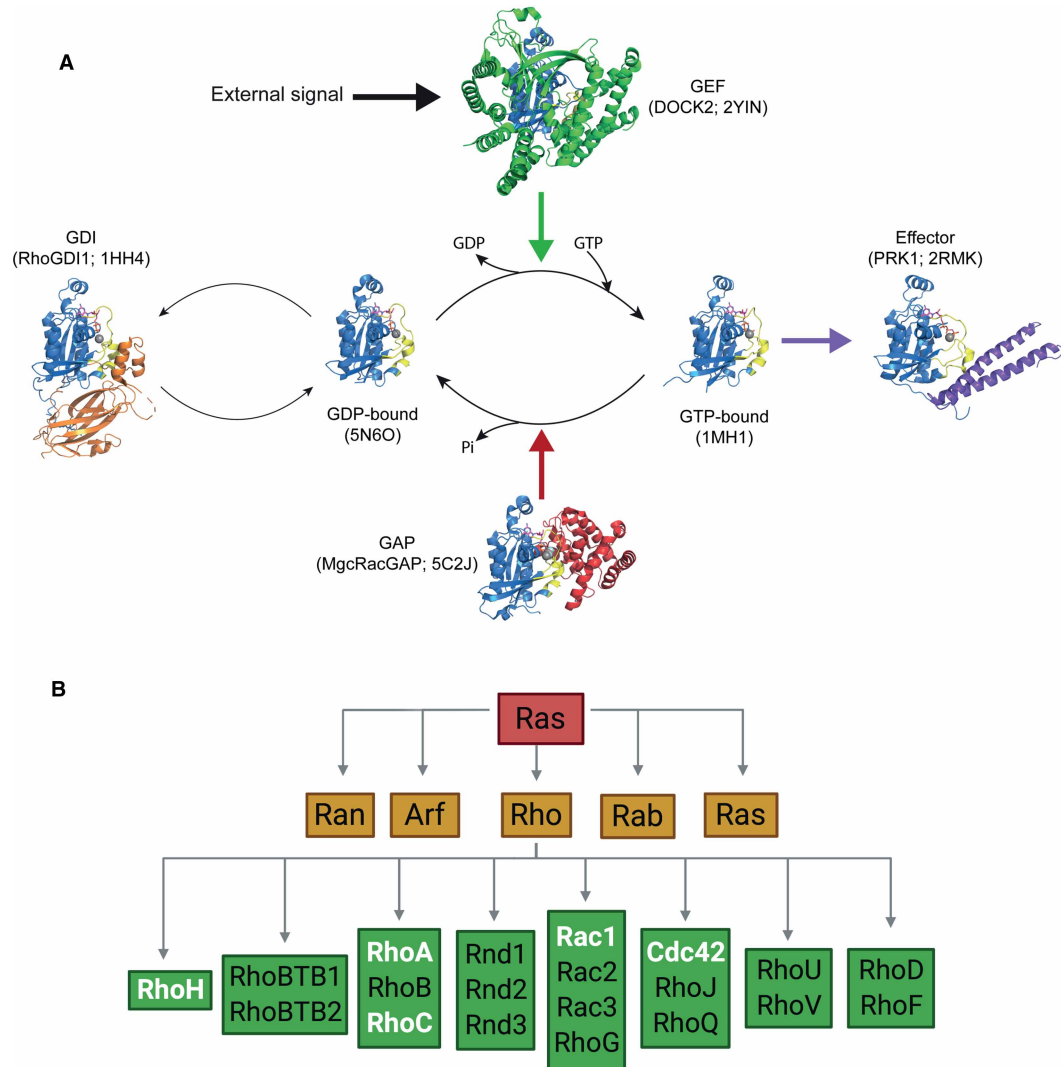 A
External signal
GEF
(DOCK2; 2YIN)
GDI
(RhoGDI1; 1HH4)
GDP
GTP
Effector
(PRK1; 2RMK)
GDP-bound
(5N6O)
GTP-bound
(1MH1)
Pi
GAP
(MgcRacGAP; 5C2J)
B
Ras
Ran
Arf
Rho
Rab
Ras
RhoH
RhoBTB1
RhoBTB2
RhoA
RhoB
RhoC
Rnd1
Rnd2
Rnd3
Rac1
Rac2
Rac3
RhoG
Cdc42
RhoJ
RhoQ
RhoU
RhoV
RhoD
RhoF